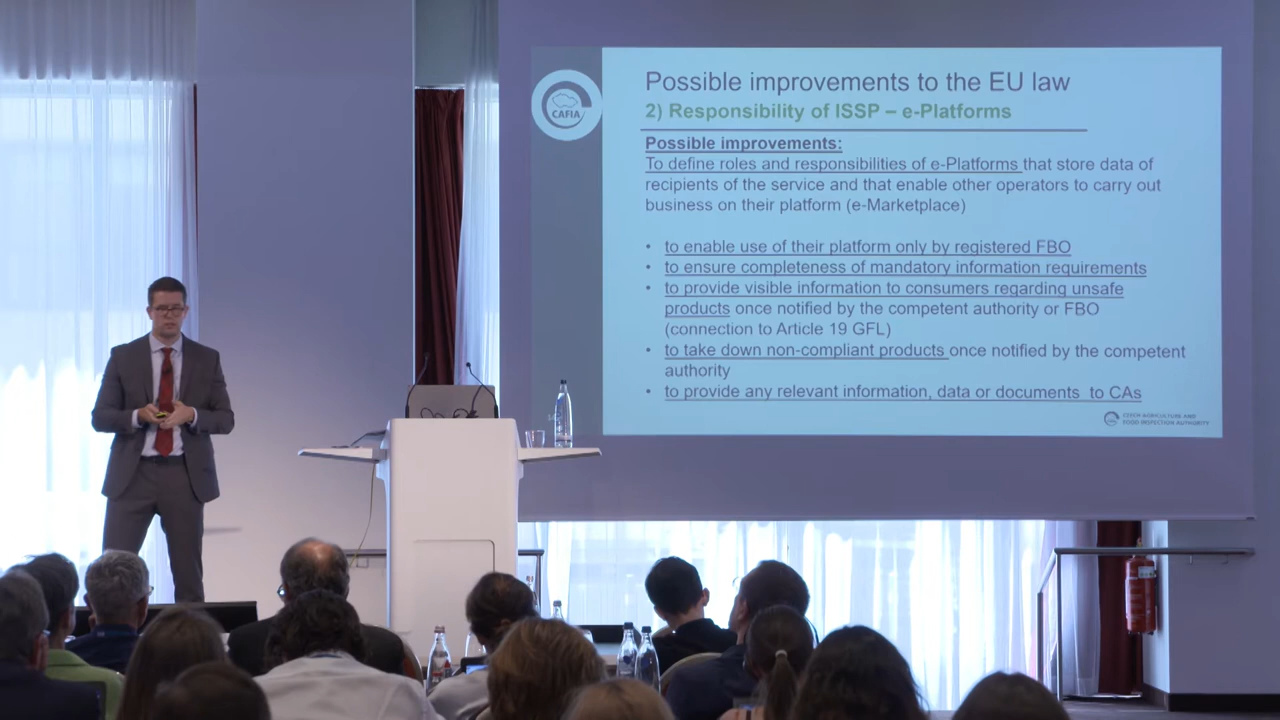 Possible improvements to the EU law
CAFIA
2) Responsibility of ISSP – e-Platforms
Possible improvements:
To define roles and responsibilities of e-Platforms that store data of
recipients of the service and that enable other operators to carry out
business on their platform (e-Marketplace)
• to enable use of their platform only by registered FBO
• to ensure completeness of mandatory information requirements
• to provide visible information to consumers regarding unsafe
products once notified by the competent authority or FBO
(connection to Article 19 GFL)
• to take down non-compliant products once notified by the competent
authority
• to provide any relevant information, data or documents to CAs
CZECH AGRICULTURE AND
FOOD INSPECTION AUTHORITY